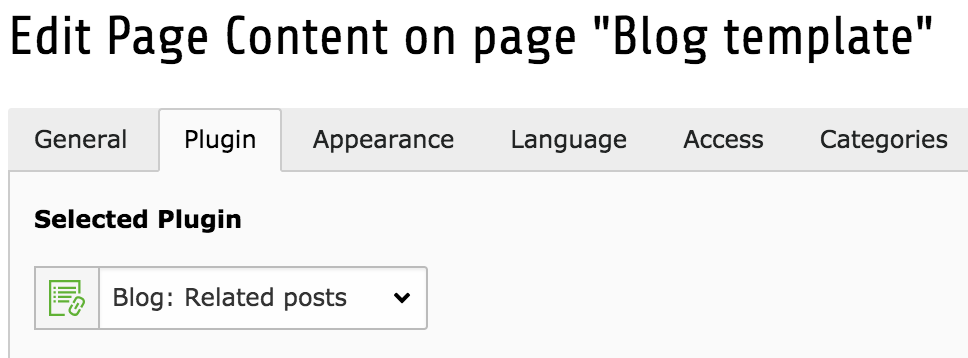 Edit Page Content on page "Blog template"
General Plugin Appearance Language Access Categories
Selected Plugin
Blog: Related posts